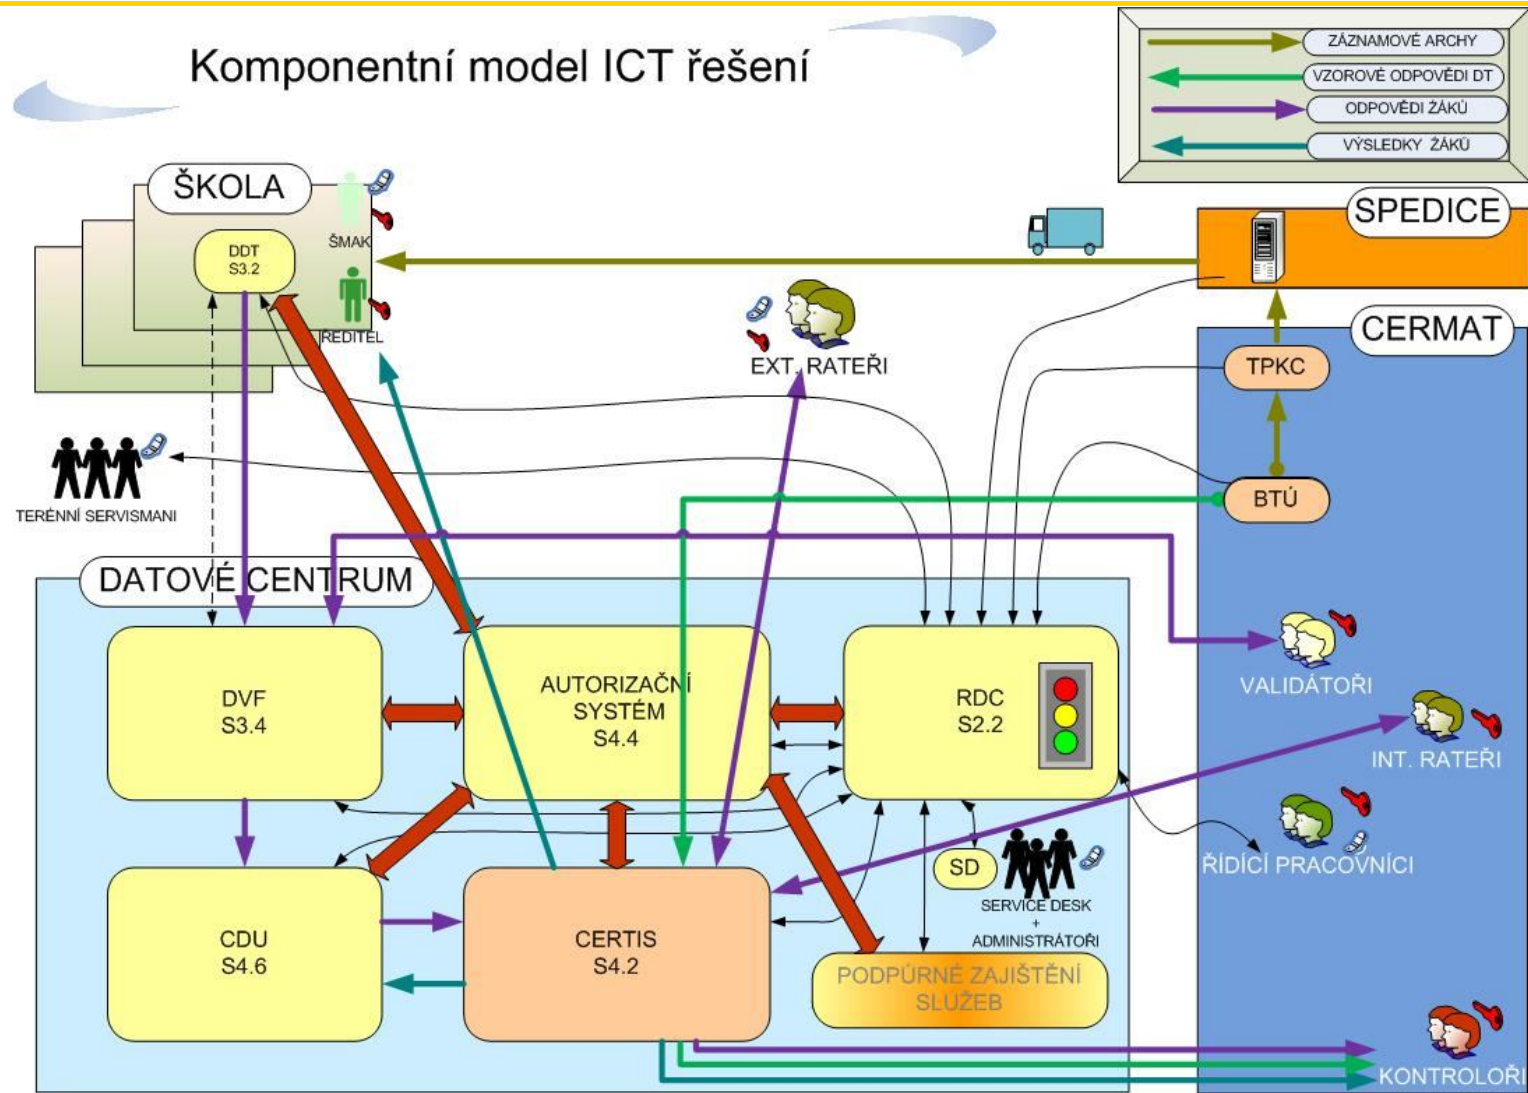 Komponentní model ICT řešení
ZÁZNAMOVÉ ARCHY
VZOROVÉ ODPOVĚDI DT
ODPOVĚDI ŽÁKŮ
VÝSLEDKY ŽÁKŮ
ŠKOLA
DDT
S3.2
ŠMAK
ŘEDITEL
SPEDICE
CERMAT
EXT. RATEŘI
TPKC
BTÚ
TERÉNNÍ SERVISMANI
DATOVÉ CENTRUM
DVF
S3.4
AUTORIZAČNÍ
SYSTÉM
S4.4
RDC
S2.2
VALIDÁTOŘI
INT. RATEŘI
ŘÍDÍCÍ PRACOVNÍCI
SD
SERVICE DESK
+
ADMINISTRÁTOŘI
CDU
S4.6
CERTIS
S4.2
PODPŮRNÉ ZAJIŠTĚNÍ
SLUŽEB
KONTROLOŘI